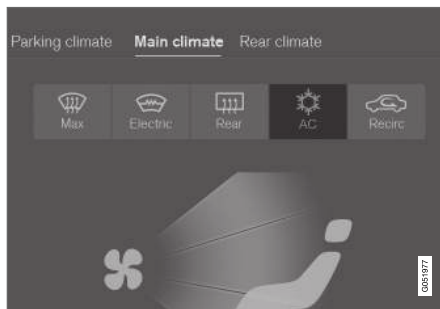 Parking climate Main climate Rear climate
Max Electric Rear AC Recirc
G051977